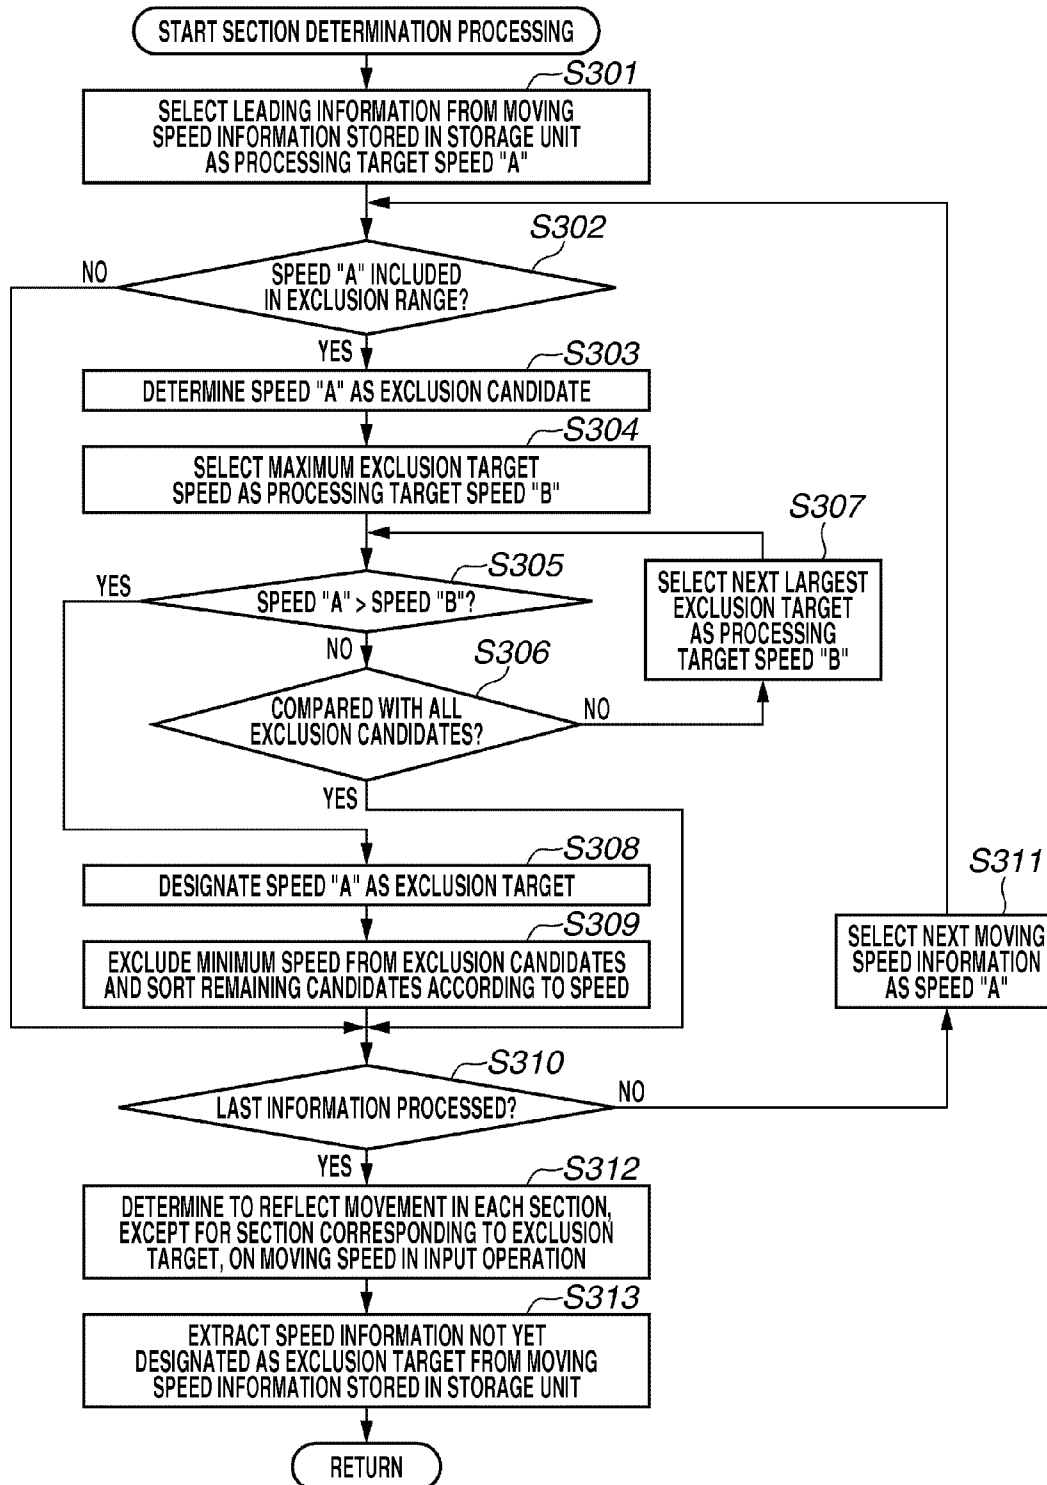 START SECTION DETERMINATION PROCESSING
S301
SELECT LEADING INFORMATION FROM MOVING
SPEED INFORMATION STORED IN STORAGE UNIT
AS PROCESSING TARGET SPEED "A"
S302
NO
SPEED "A" INCLUDED
IN EXCLUSION RANGE?
YES
S303
DETERMINE SPEED "A" AS EXCLUSION CANDIDATE
S304
SELECT MAXIMUM EXCLUSION TARGET
SPEED AS PROCESSING TARGET SPEED "B"
S307
SELECT NEXT LARGEST
EXCLUSION TARGET
AS PROCESSING
TARGET SPEED "B"
S305
YES
SPEED "A" > SPEED "B"?
NO
S306
COMPARED WITH ALL
EXCLUSION CANDIDATES?
NO
YES
S308
DESIGNATE SPEED "A" AS EXCLUSION TARGET
S309
EXCLUDE MINIMUM SPEED FROM EXCLUSION CANDIDATES
AND SORT REMAINING CANDIDATES ACCORDING TO SPEED
S311
SELECT NEXT MOVING
SPEED INFORMATION
AS SPEED "A"
S310
LAST INFORMATION PROCESSED?
NO
YES
S312
DETERMINE TO REFLECT MOVEMENT IN EACH SECTION,
EXCEPT FOR SECTION CORRESPONDING TO EXCLUSION
TARGET, ON MOVING SPEED IN INPUT OPERATION
S313
EXTRACT SPEED INFORMATION NOT YET
DESIGNATED AS EXCLUSION TARGET FROM MOVING
SPEED INFORMATION STORED IN STORAGE UNIT
RETURN